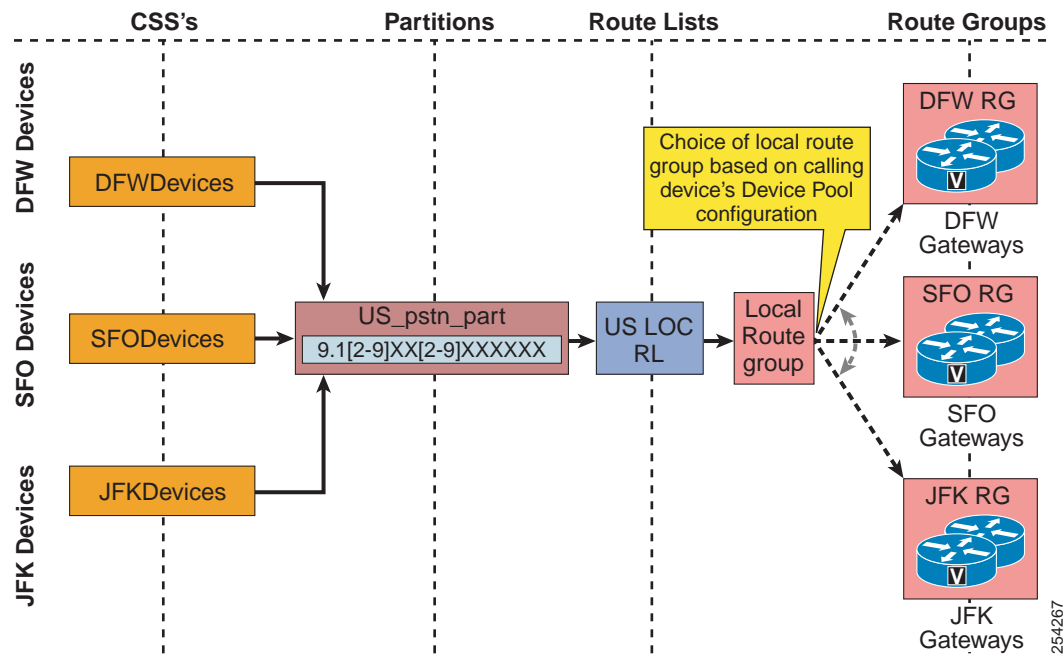 CSS's
Partitions
Route Lists
Route Groups
DFW Devices
SFO Devices
JFK Devices
DFWDevices
SFODevices
JFKDevices
US_pstn_part
9.1[2-9]XX[2-9]XXXXXX
US LOC
RL
Local
Route
group
Choice of local route
group based on calling
device's Device Pool
configuration
DFW RG
V
DFW
Gateways
SFO RG
V
SFO
Gateways
JFK RG
V
JFK
Gateways
254267